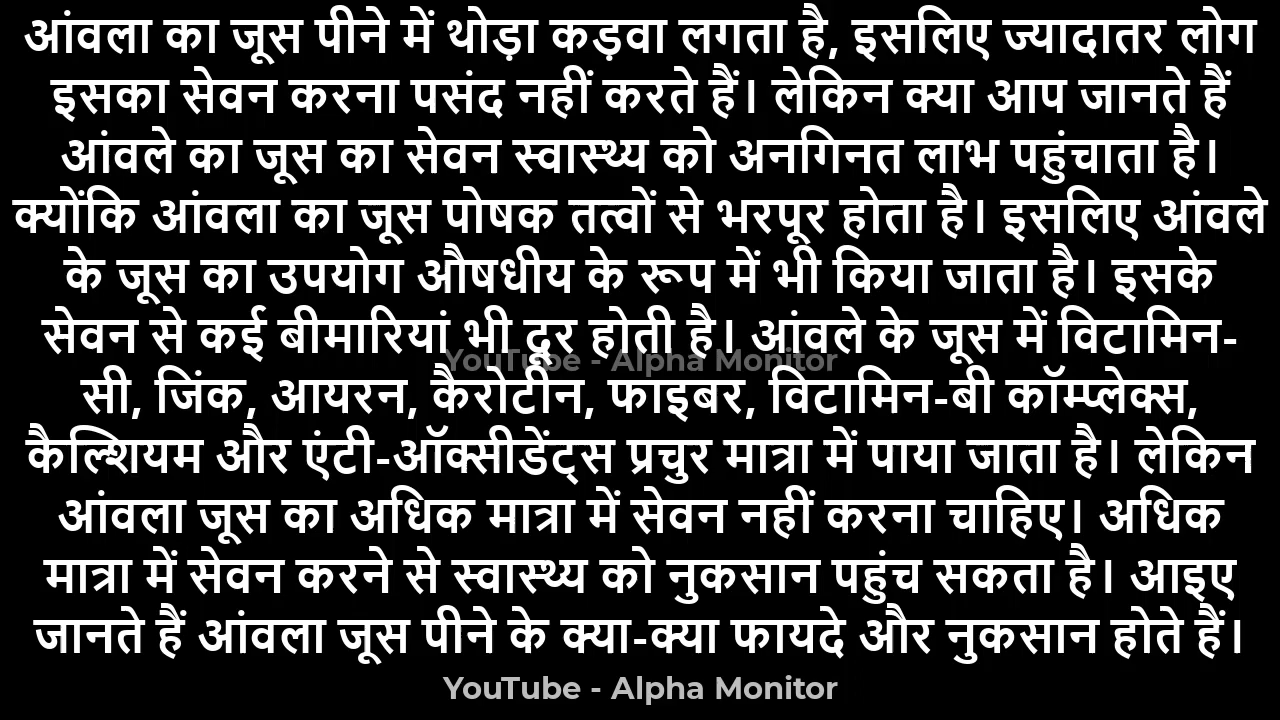 आंवला का जूस पीने में थोड़ा कड़वा लगता है, इसलिए ज्यादातर लोग
इसका सेवन करना पसंद नहीं करते हैं। लेकिन क्या आप जानते हैं
आंवले का जूस का सेवन स्वास्थ्य को अनगिनत लाभ पहुंचाता है।
क्योंकि आंवला का जूस पोषक तत्वों से भरपूर होता है। इसलिए आंवले
के जूस का उपयोग औषधीय के रूप में भी किया जाता है। इसके
सेवन से कई बीमारियां भी दूर होती है। आंवले के जूस में विटामिन-
YouTube - Alpha Monitor
सी, जिंक, आयरन, कैरोटीन, फाइबर, विटामिन-बी कॉम्प्लेक्स,
कैल्शियम और एंटी-ऑक्सीडेंट्स प्रचुर मात्रा में पाया जाता है। लेकिन
आंवला जूस का अधिक मात्रा में सेवन नहीं करना चाहिए। अधिक
मात्रा में सेवन करने से स्वास्थ्य को नुकसान पहुंच सकता है। आइए
जानते हैं आंवला जूस पीने के क्या-क्या फायदे और नुकसान होते हैं।
YouTube - Alpha Monitor